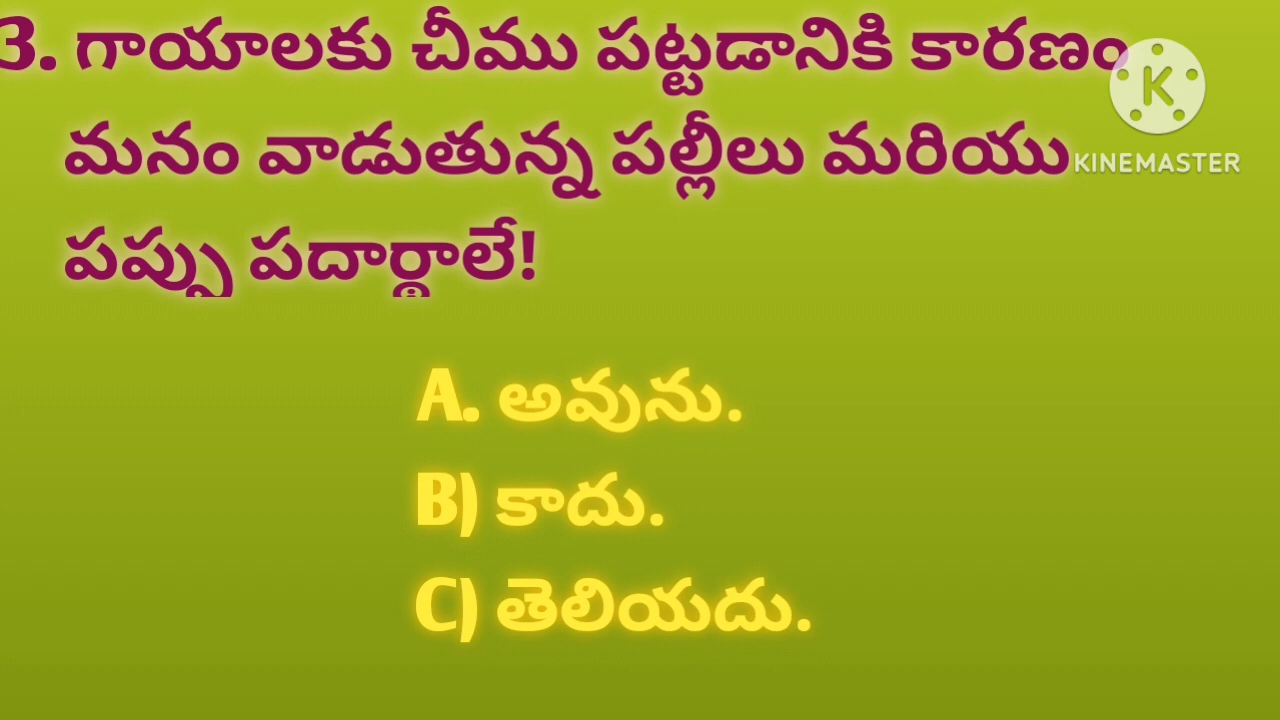 3. గాయాలకు చీము పట్టడానికి కారణం
మనం వాడుతున్న పల్లీలు మరియు
పప్పు పదార్థాలే!
K
KINEMASTER
A. అవును.
B) కాదు.
C) తెలియదు.